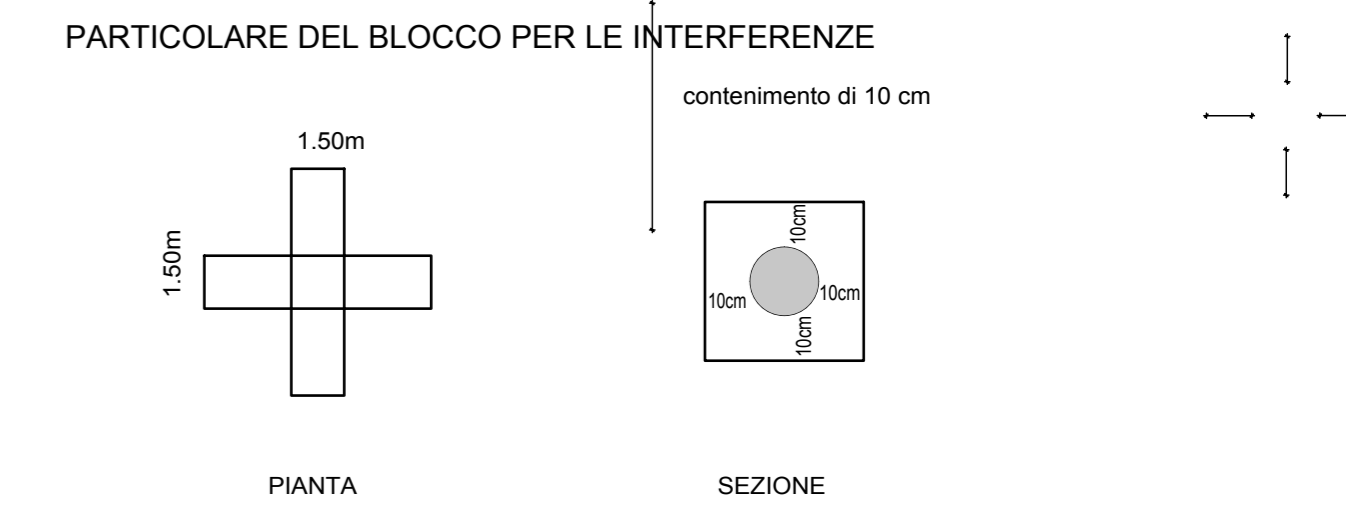 PARTICOLARE DEL BLOCCO PER LE INTERFERENZE
contenimento di 10 cm
1.50m
1.50m
10cm
10cm
10cm
10cm
PIANTA
SEZIONE